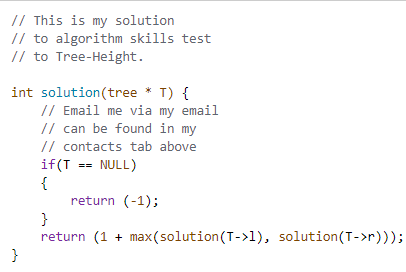 // This is my solution
// to algorithm skills test
// to Tree-Height.
int solution(tree * T) {
// Email me via my email
// can be found in my
// contacts tab above
if(T == NULL)
{
return (-1);
}
return (1 + max(solution(T->l), solution(T->r)));
}